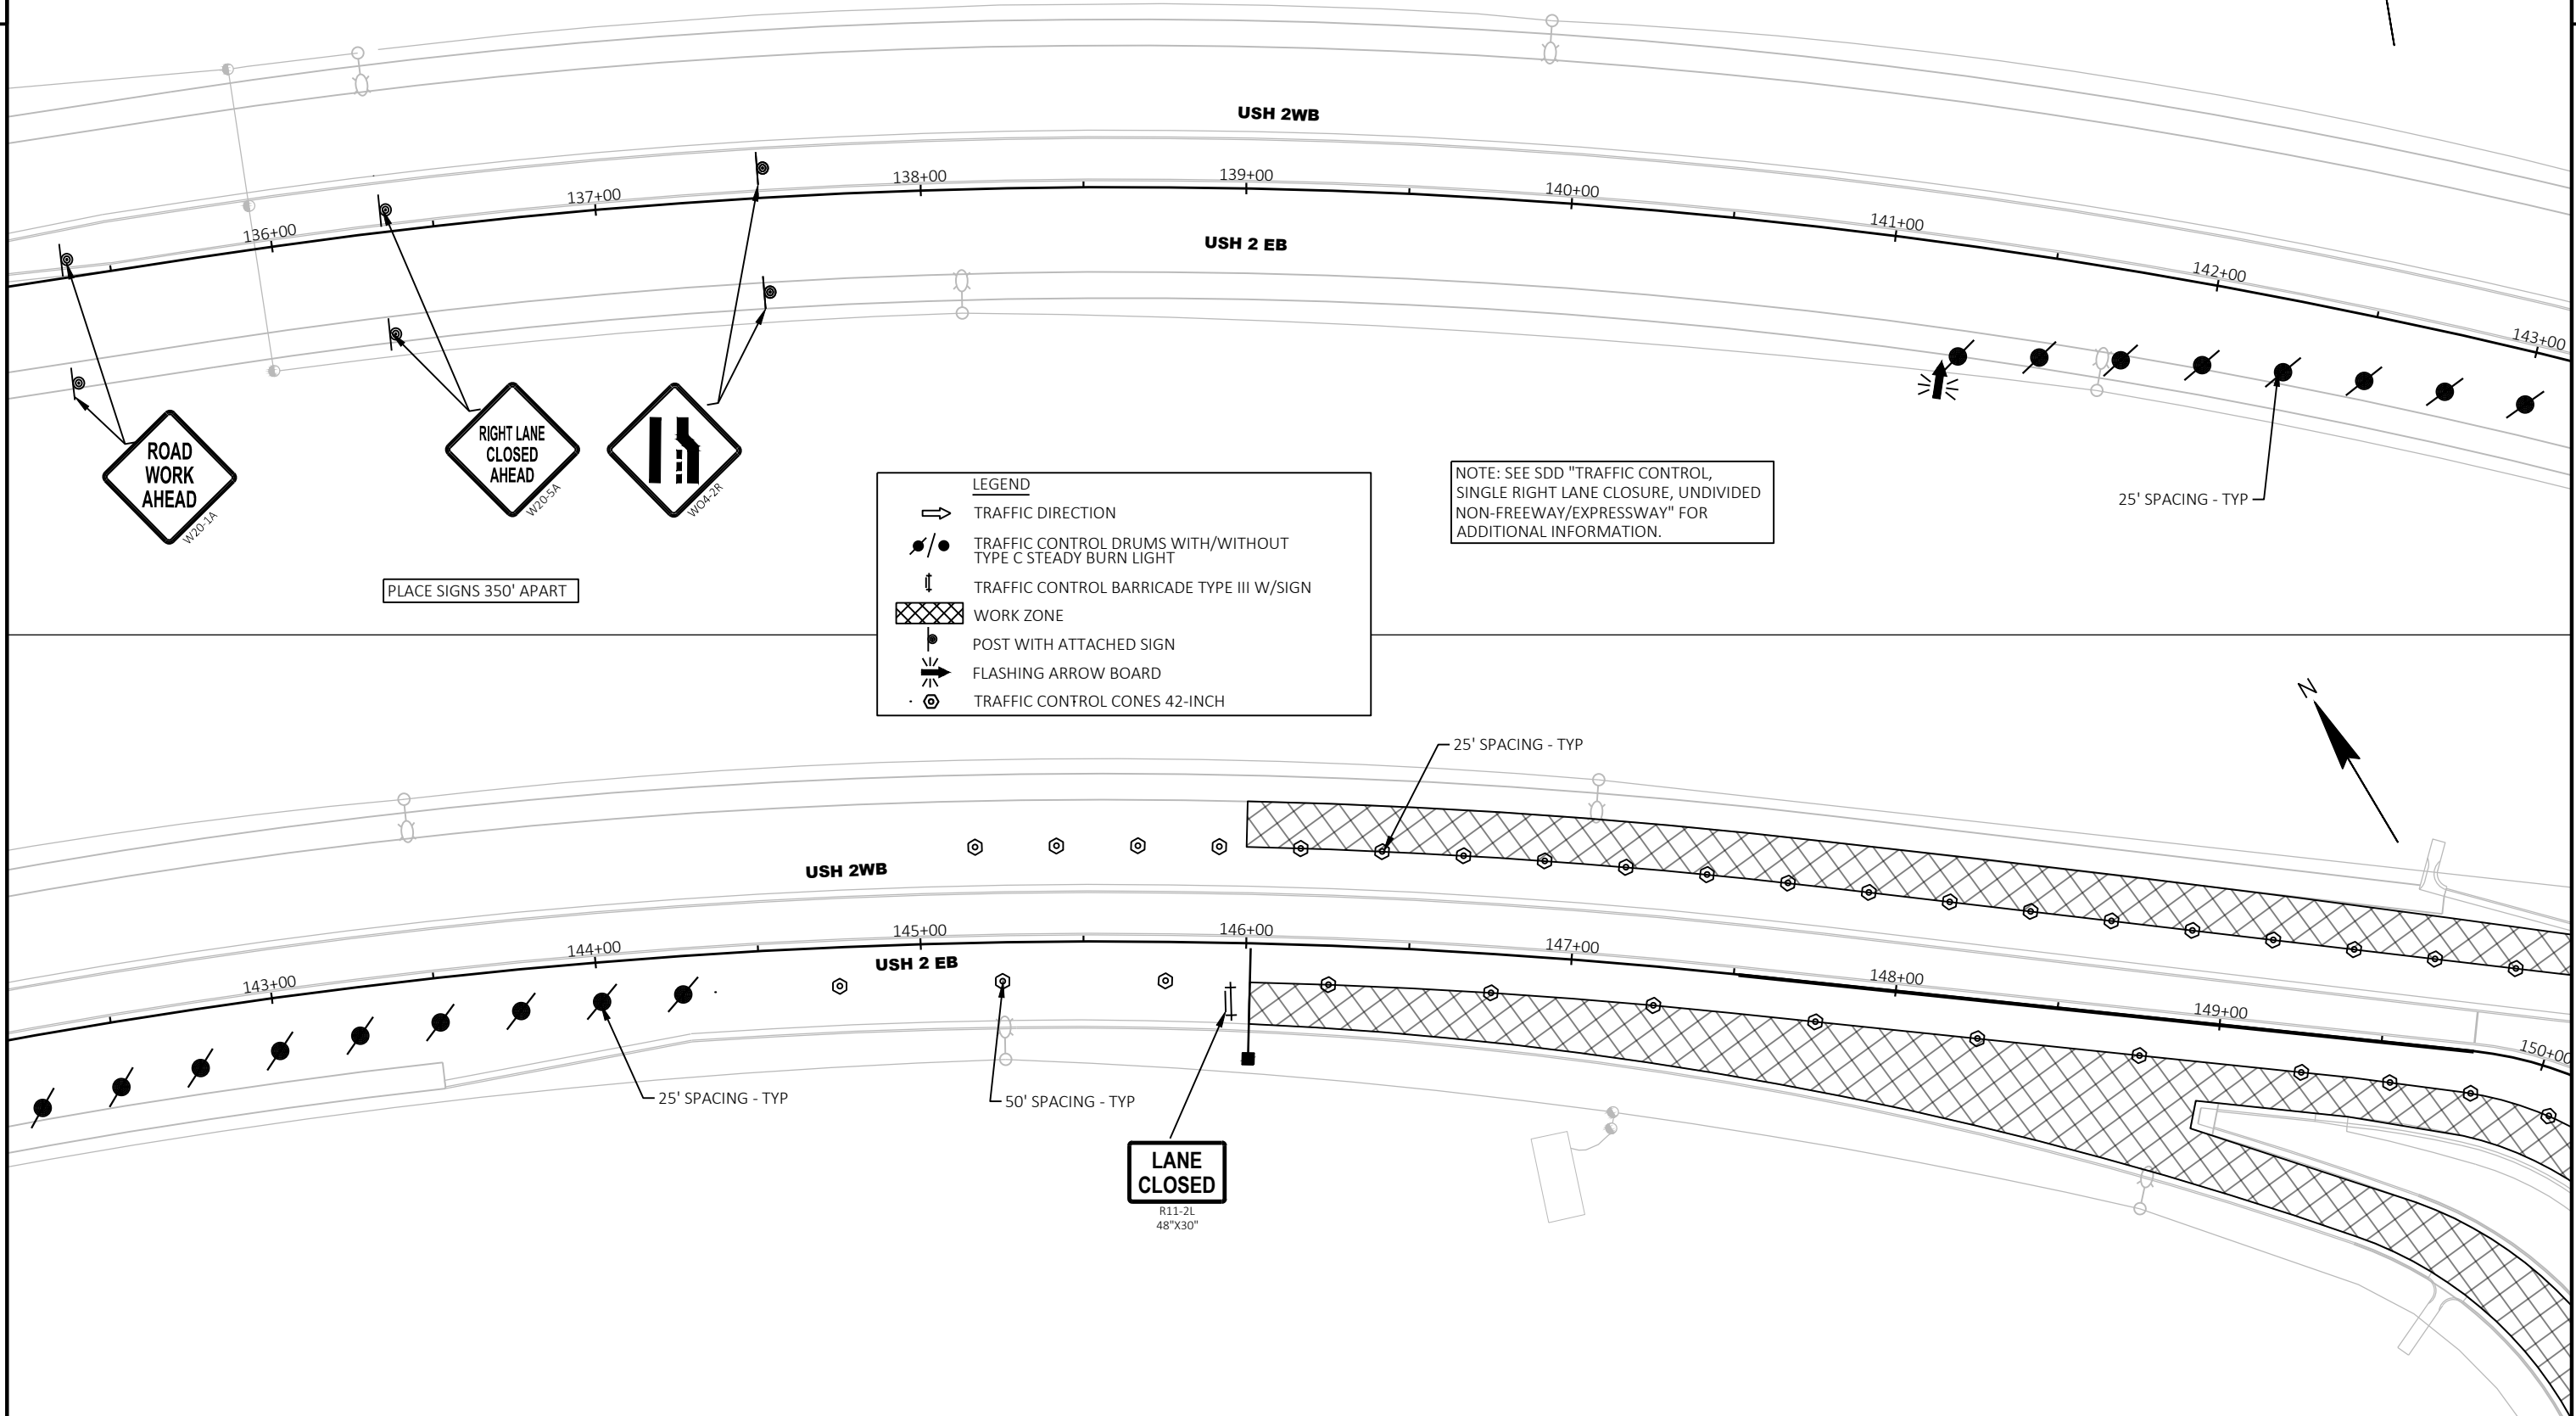 USH 2WB
136+00
137+00
138+00
139+00
140+00
141+00
142+00
143+00
USH 2 EB
ROAD
WORK
AHEAD
W20-1A
RIGHT LANE
CLOSED
AHEAD
W20-5A
WO4-2R
PLACE SIGNS 350' APART
LEGEND
TRAFFIC DIRECTION
TRAFFIC CONTROL DRUMS WITH/WITHOUT
TYPE C STEADY BURN LIGHT
TRAFFIC CONTROL BARRICADE TYPE III W/SIGN
WORK ZONE
POST WITH ATTACHED SIGN
FLASHING ARROW BOARD
TRAFFIC CONTROL CONES 42-INCH
NOTE: SEE SDD "TRAFFIC CONTROL,
SINGLE RIGHT LANE CLOSURE, UNDIVIDED
NON-FREEWAY/EXPRESSWAY" FOR
ADDITIONAL INFORMATION.
25' SPACING - TYP
N
25' SPACING - TYP
USH 2WB
143+00
144+00
145+00
146+00
147+00
148+00
149+00
150+00
USH 2 EB
25' SPACING - TYP
50' SPACING - TYP
LANE
CLOSED
R11-2L
48"X30"